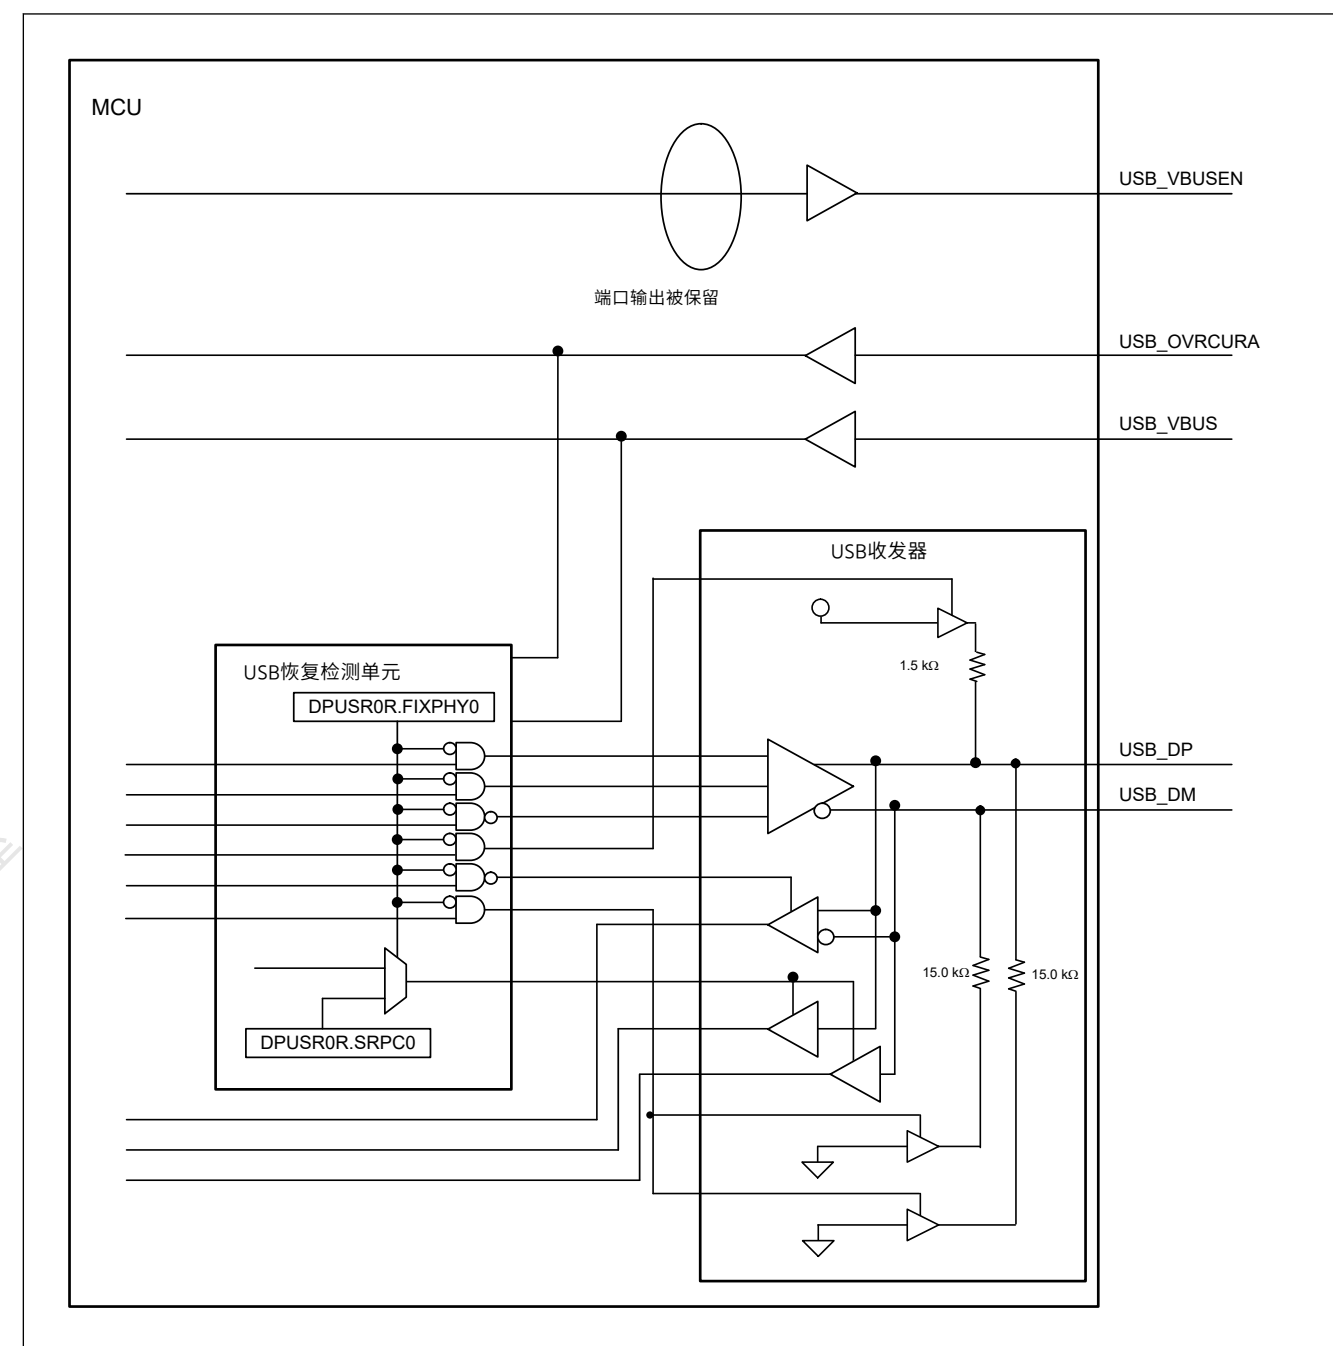 MCU
USB_VBUSEN
端口输出被保留
USB_OVRCURA
USB_VBUS
USB收发器
1.5 kΩ
USB恢复检测单元
DPUSR0R.FIXPHY0
USB_DP
USB_DM
15.0 kΩ
15.0 kΩ
DPUSR0R.SRPC0